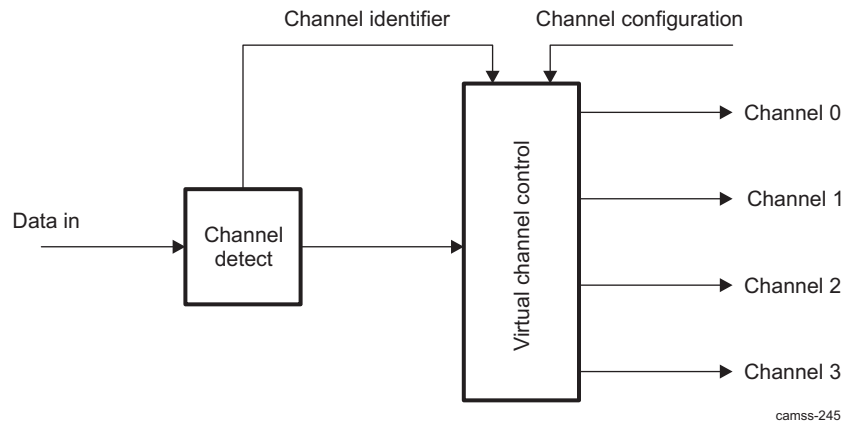 Channel identifier
Channel configuration
Data in
Channel
detect
Virtual channel control
Channel 0
Channel 1
Channel 2
Channel 3
camss-245